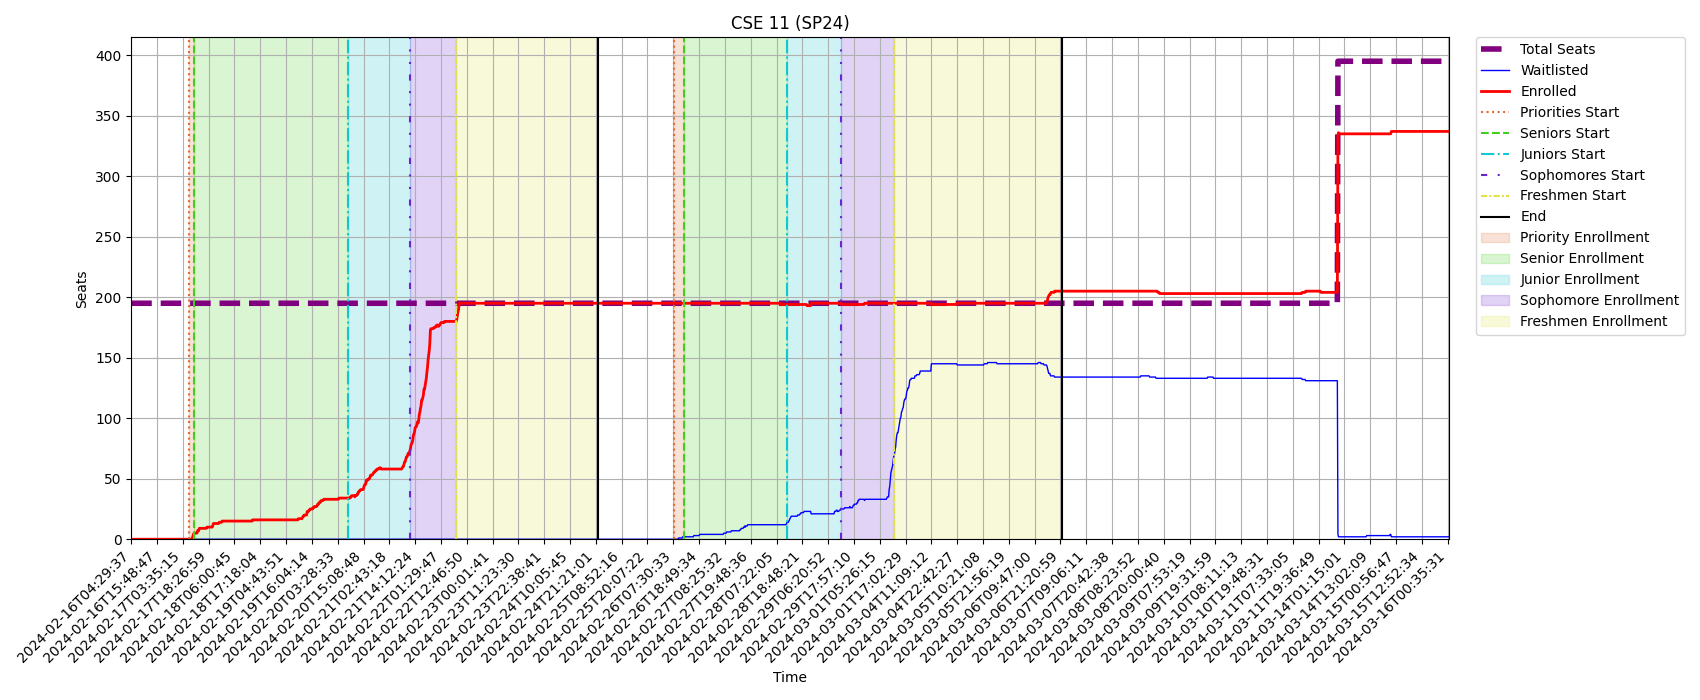 CSE 11 (SP24)
Seats
400
350
300
250
200
150
100
50
0
2024-02-16T04:29:37
2024-02-16T15:48:47
2024-02-17T03:35:15
2024-02-17T18:26:59
2024-02-18T06:00:45
2024-02-18T17:18:04
2024-02-19T04:43:51
2024-02-19T16:04:14
2024-02-20T03:28:33
2024-02-20T15:08:48
2024-02-21T02:43:18
2024-02-21T14:12:24
2024-02-22T01:29:47
2024-02-22T12:46:50
2024-02-23T00:01:41
2024-02-23T11:23:30
2024-02-23T22:38:41
2024-02-24T10:05:45
2024-02-24T21:21:01
2024-02-25T08:52:16
2024-02-25T20:07:22
2024-02-26T07:30:33
2024-02-26T18:49:34
2024-02-27T08:25:32
2024-02-27T19:48:36
2024-02-28T07:22:05
2024-02-28T18:48:21
2024-02-29T06:20:52
2024-02-29T17:57:10
2024-03-01T05:26:15
2024-03-01T17:02:29
2024-03-04T11:09:12
2024-03-04T22:42:27
2024-03-05T10:21:08
2024-03-05T21:56:19
2024-03-06T09:47:00
2024-03-06T21:20:59
2024-03-07T09:06:11
2024-03-07T20:42:38
2024-03-08T08:23:52
2024-03-08T20:00:40
2024-03-09T07:53:19
2024-03-09T19:31:59
2024-03-10T08:11:13
2024-03-10T19:48:31
2024-03-11T07:33:05
2024-03-11T19:36:49
2024-03-14T01:15:01
2024-03-14T13:02:09
2024-03-15T00:56:47
2024-03-15T12:52:34
2024-03-16T00:35:31
Time
Total Seats
Waitlisted
Enrolled
Priorities Start
Seniors Start
Juniors Start
Sophomores Start
Freshmen Start
End
Priority Enrollment
Senior Enrollment
Junior Enrollment
Sophomore Enrollment
Freshmen Enrollment